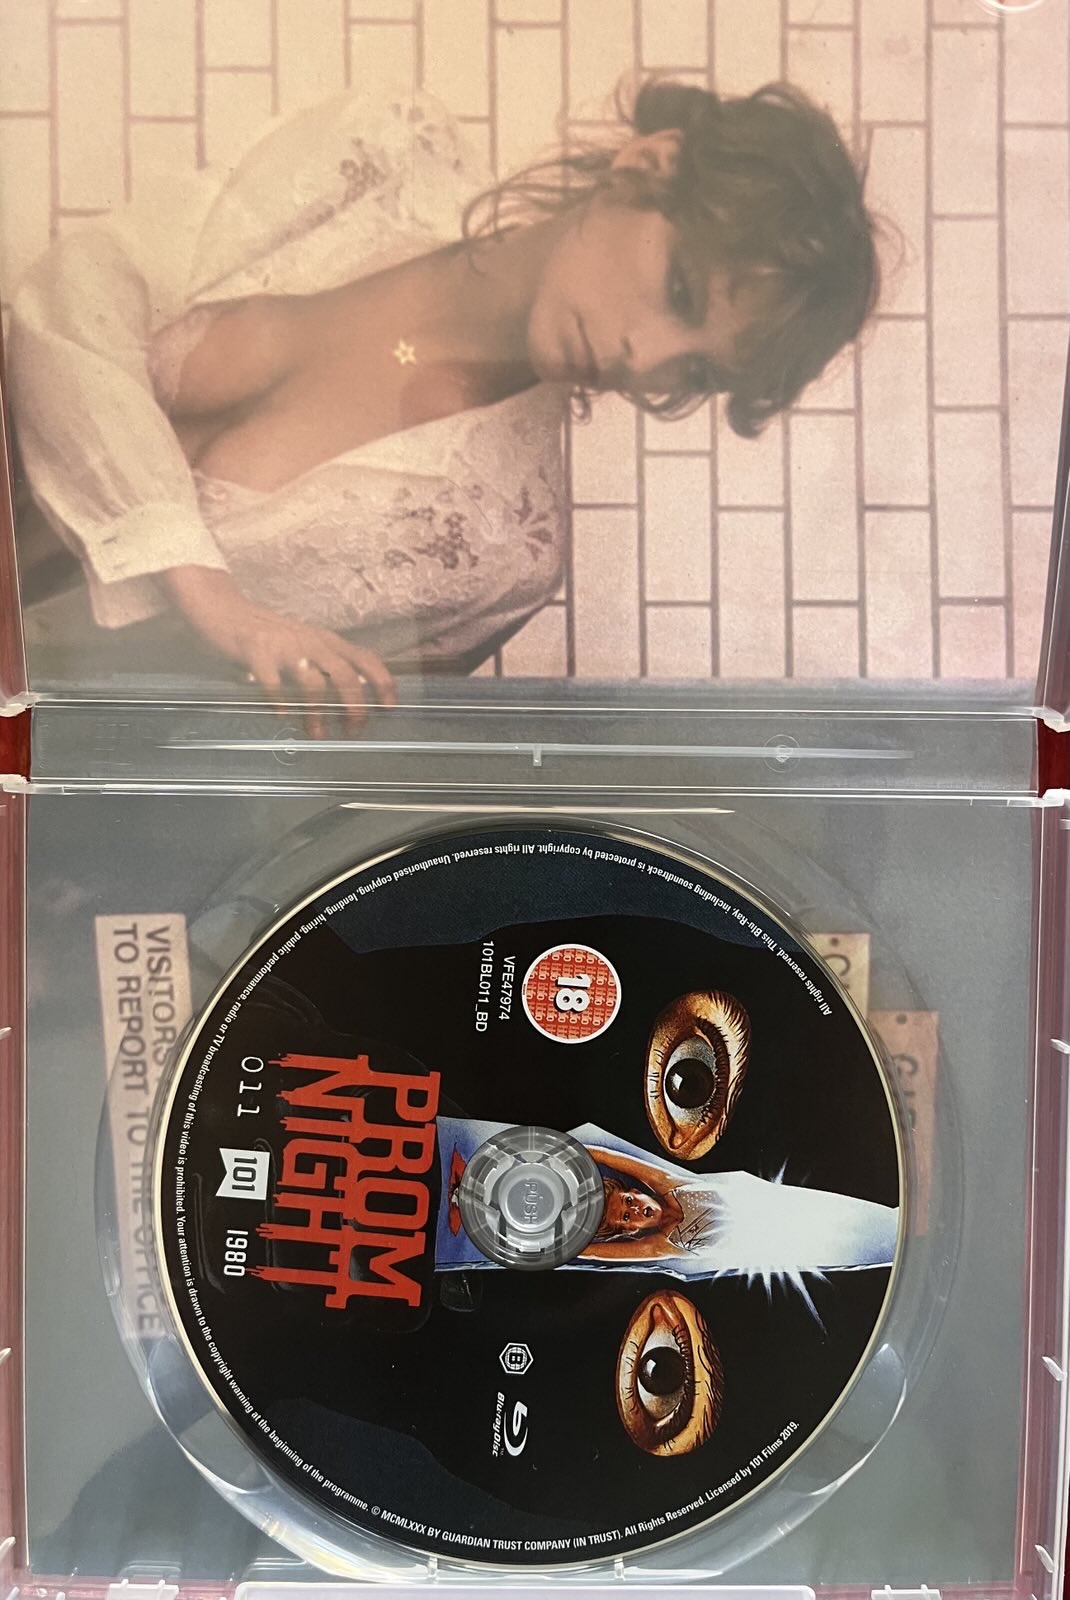 VISITORS
TO REPORT TO THE OFFICE
All rights reserved. This Blu-Ray, including soundtrack is protected by copyright. All rights reserved. Unauthorised copying, lending, hiring, public performance, radio or TV broadcasting of this video is prohibited. Your attention is drawn to the copyright warning at the beginning of the programme. © MCMLXXX BY GUARDIAN TRUST COMPANY (IN TRUST). All Rights Reserved. Licensed by 101 Films 2019.
18
VFE47974
101BL011_BD
PUSH
B
Blu-ray Disc
TM
PROM
NIGHT
011
101
1980